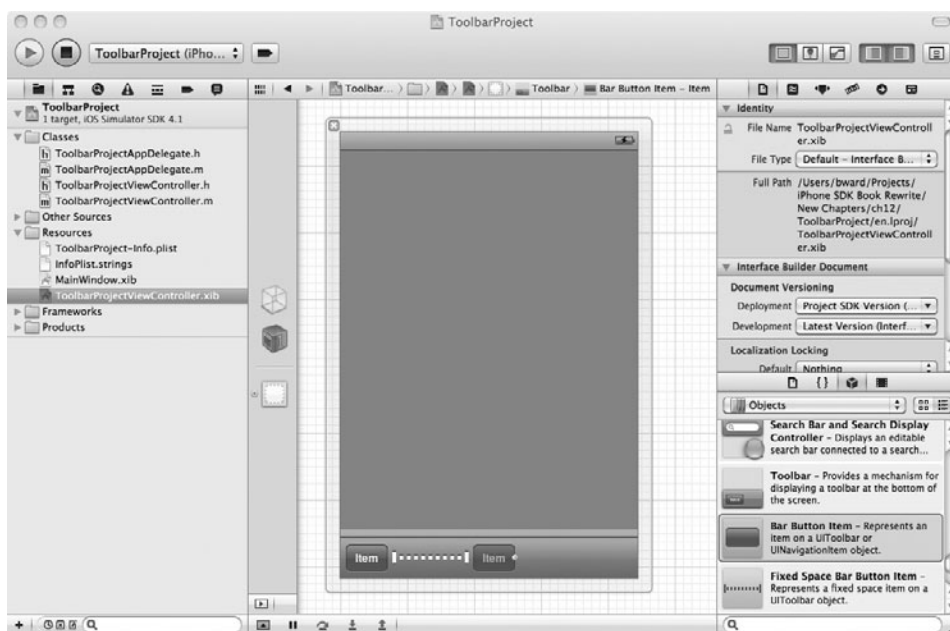 ToolbarProject
ToolbarProject (iPho...
Toolbar...
Toolbar
Bar Button Item – Item
ToolbarProject
1 target, iOS Simulator SDK 4.1
Classes
h ToolbarProjectAppDelegate.h
m ToolbarProjectAppDelegate.m
h ToolbarProjectViewController.h
m ToolbarProjectViewController.m
Other Sources
Resources
ToolbarProject-Info.plist
InfoPlist.strings
MainWindow.xib
ToolbarProjectViewController.xib
Frameworks
Products
Item
Item
Identity
File Name ToolbarProjectViewControll
er.xib
File Type Default – Interface B...
Full Path /Users/bward/Projects/
iPhone SDK Book Rewrite/
New Chapters/ch12/
ToolbarProject/en.lproj/
ToolbarProjectViewControll
er.xib
Interface Builder Document
Document Versioning
Deployment Project SDK Version (...
Development Latest Version (Interf...
Localization Locking
Default Nothing
{}
Objects
Search Bar and Search Display
Controller – Displays an editable
search bar connected to a search...
Toolbar – Provides a mechanism for
displaying a toolbar at the bottom of
the screen.
Bar Button Item – Represents an
item on a UIToolbar or
UINavigationItem object.
Fixed Space Bar Button Item –
Represents a fixed space item on a
UIToolbar object.